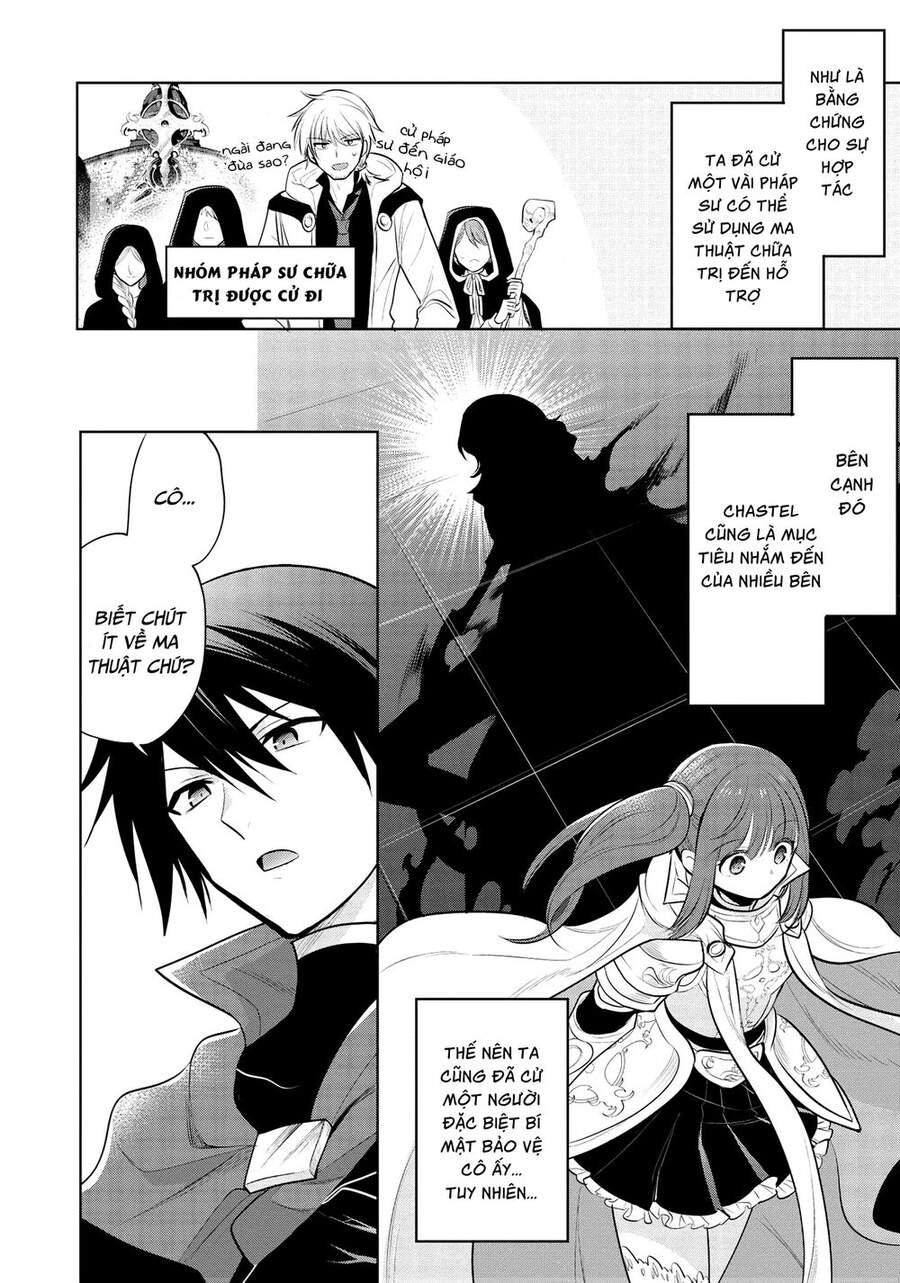 NHƯ LÀ
BẰNG
CHỨNG
CHO SỰ
HỢP
TÁC
TA ĐÃ CỬ
MỘT VÀI PHÁP
SƯ CÓ THỂ
SỬ DỤNG MA
THUẬT CHỮA
TRỊ ĐẾN HỖ
TRỢ
cử pháp
sư đến giáo
hội
ngài đang
đùa sao?
NHÓM PHÁP SƯ CHỮA
TRỊ ĐƯỢC CỬ ĐI
BÊN
CẠNH
ĐÓ
CHASTEL
CŨNG LÀ MỤC
TIÊU NHẮM ĐẾN
CỦA NHIỀU BÊN
THẾ NÊN TA
CŨNG ĐÃ CỬ
MỘT NGƯỜI
ĐẶC BIỆT BÍ
MẬT BẢO VỆ
CÔ ẤY...
TUY NHIÊN...
CÔ...
BIẾT CHÚT
ÍT VỀ MA
THUẬT CHỨ?